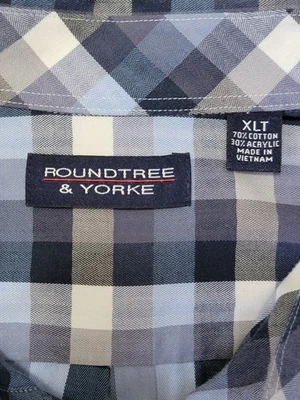 XLT
70% COTTON
30% ACRYLIC
MADE IN
VIETNAM
ROUNDTREE
& YORKE